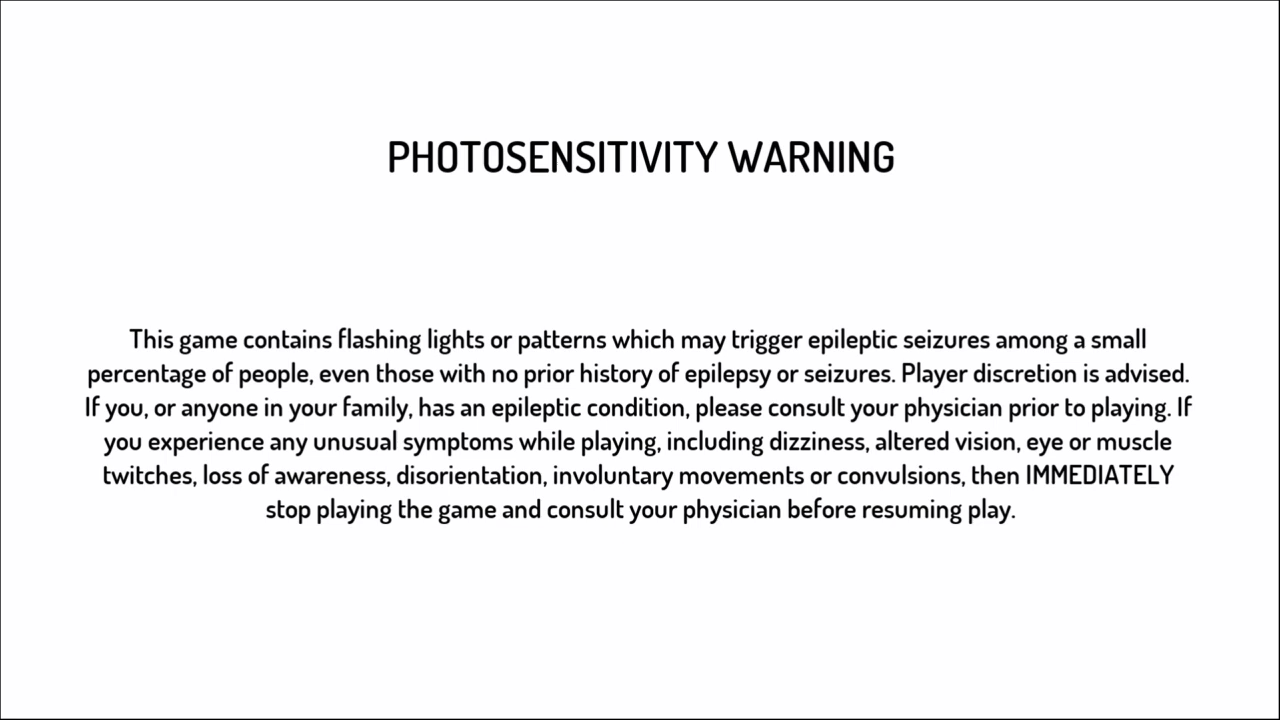 PHOTOSENSITIVITY WARNING
This game contains flashing lights or patterns which may trigger epileptic seizures among a small
percentage of people, even those with no prior history of epilepsy or seizures. Player discretion is advised.
If you, or anyone in your family, has an epileptic condition, please consult your physician prior to playing. If
you experience any unusual symptoms while playing, including dizziness, altered vision, eye or muscle
twitches, loss of awareness, disorientation, involuntary movements or convulsions, then IMMEDIATELY
stop playing the game and consult your physician before resuming play.